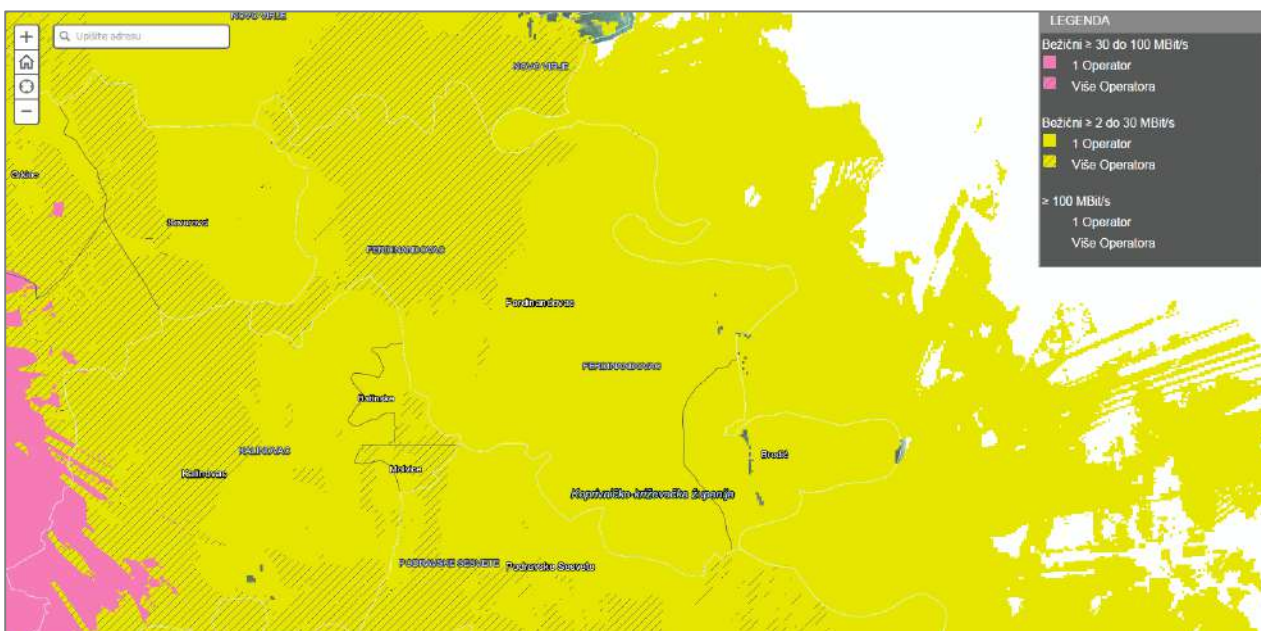 NOVO VIRJE
Upišite adresu
LEGENDA
Bežični ≥ 30 do 100 MBit/s
1 Operator
Više Operatora
Bežični ≥ 2 do 30 MBit/s
1 Operator
Više Operatora
≥ 100 MBit/s
1 Operator
Više Operatora
NOVO VIRJE
FERDINANDOVAC
Ferdinandovac
FERDINANDOVAC
Batinske
KALINOVAC
Kalinovac
Molvice
Brodić
Koprivničko-križevačka županija
PODRAVSKE SESVETE
Podravske Sesvete